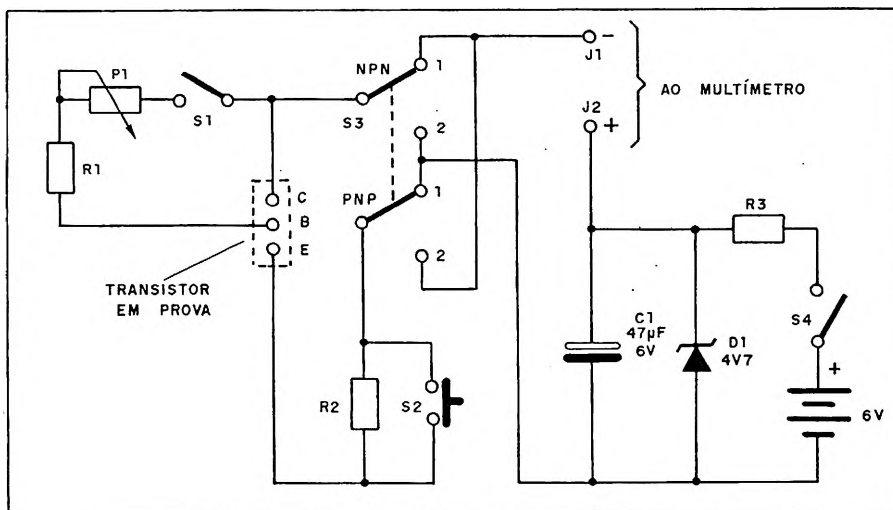 P1
S1
R1
NPN
1
S3
2
PNP
1
2
C
B
E
TRANSISTOR
EM PROVA
R2
S2
J1
-
J2
+
AO MULTÍMETRO
R3
S4
C1
47µF
6V
D1
4V7
+
6V